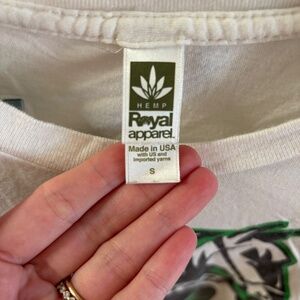 HEMP
Royal
apparel.
Made in USA
with US and
imported yarns
S